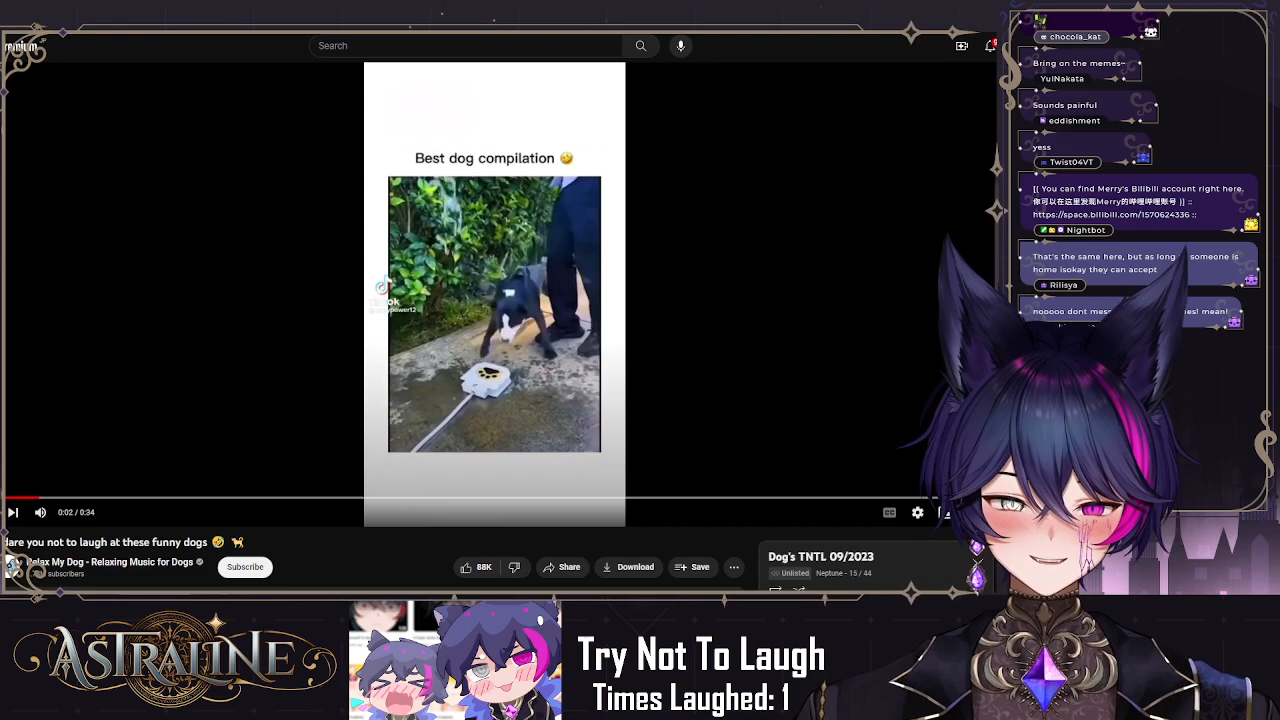 Search
Best dog compilation 🤣
TikTok
0:02 / 0:34
Dare you not to laugh at these funny dogs 🤣 🐕
Relax My Dog - Relaxing Music for Dogs
subscribers
Subscribe
88K
Share
Download
Save
Dog's TNTL 09/2023
Unlisted
Neptune - 15 / 44
chocola_kat
Bring on the memes~
YuiNakata
Sounds painful
eddishment
yess
Twist04VT
[( You can find Merry's Bilibili account right here.
你可以在这里发现Merry的哔哩哔哩账号 )] ::
https://space.bilibili.com/1570624336 ::
Nightbot
That's the same here, but as long
someone is
home isokay they can accept
Rilisya
nooooo dont mess
es! mean!
ASTRALINE
Try Not To Laugh
Times Laughed: 1